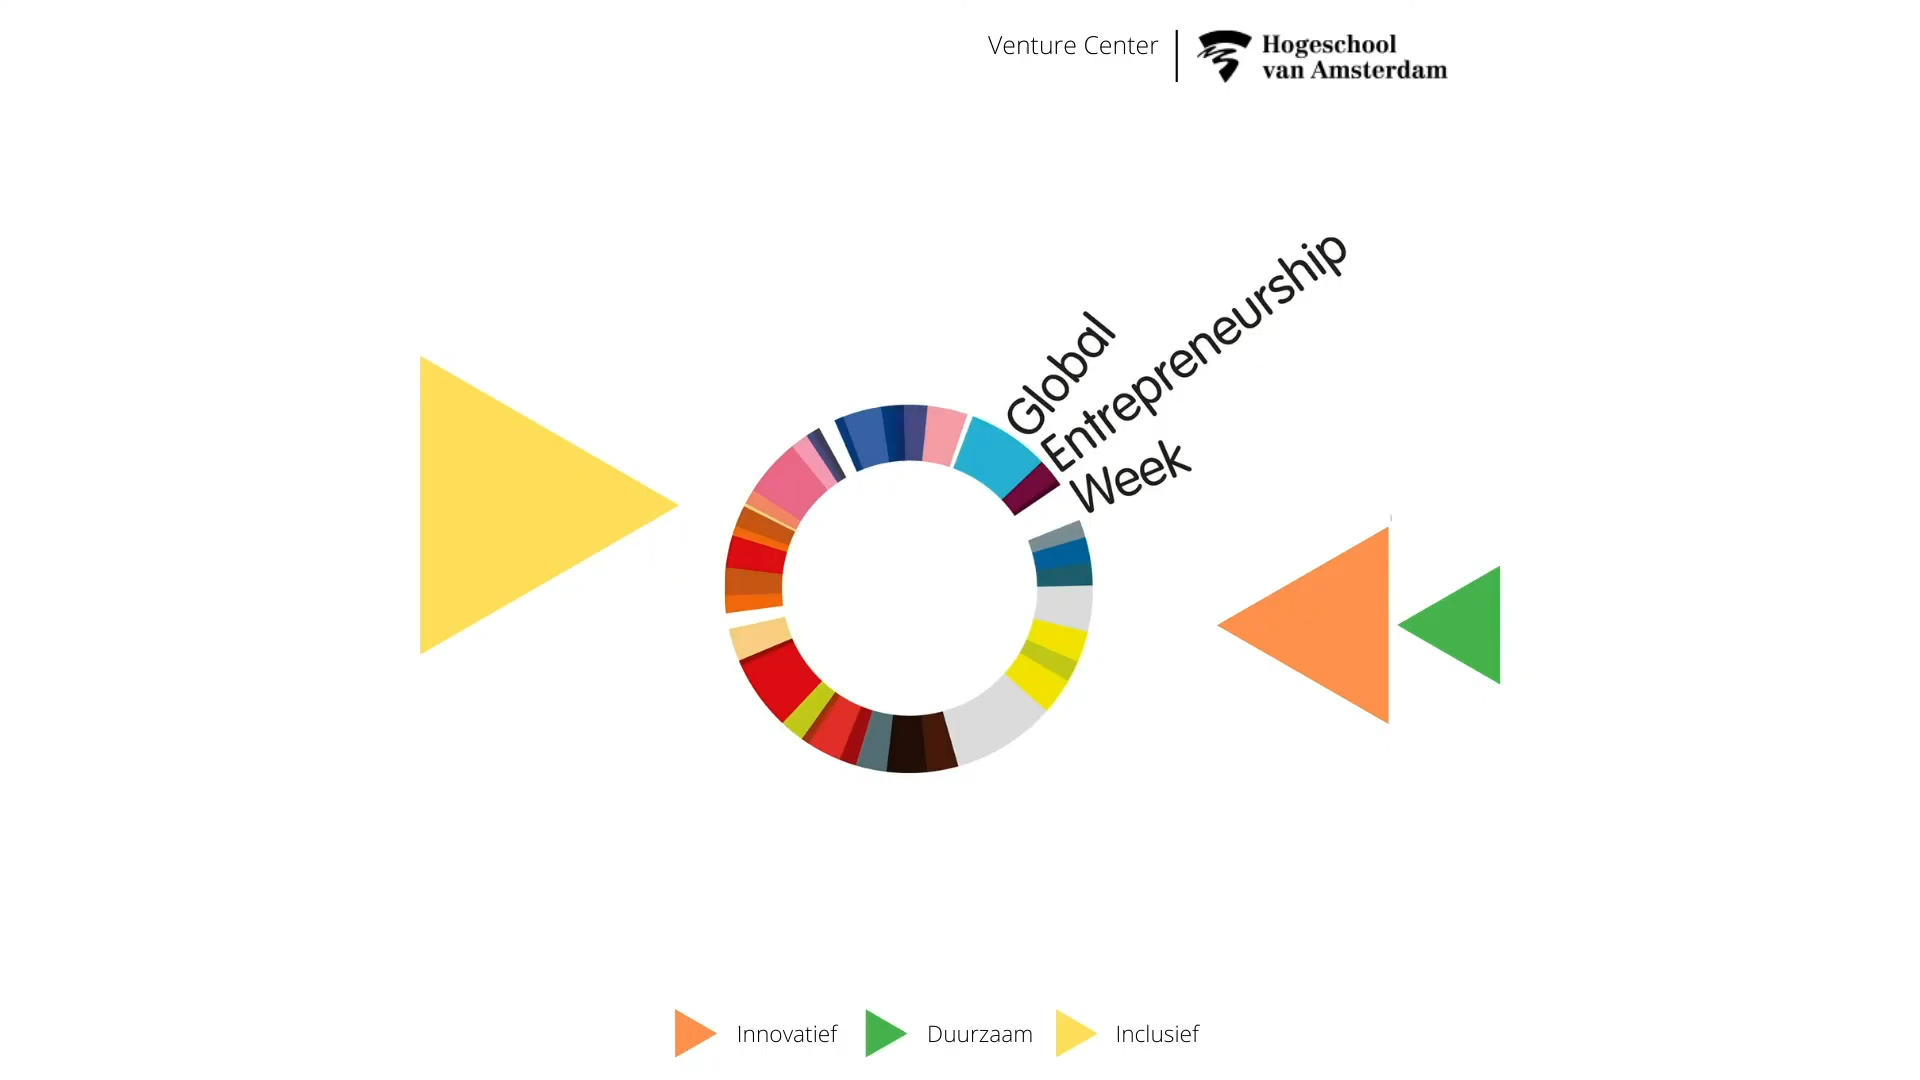 Venture Center
Hogeschool
van Amsterdam
Global
Entrepreneurship
Week
Innovatief
Duurzaam
Inclusief